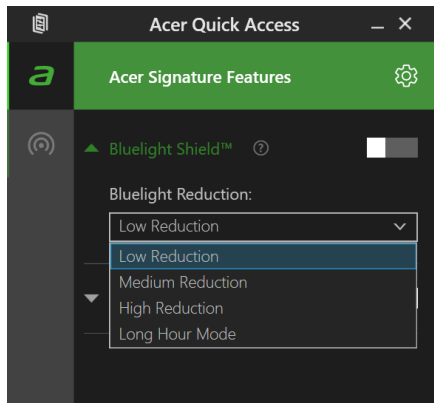 Acer Quick Access
a
Acer Signature Features
Bluelight Shield™ ?
Bluelight Reduction:
Low Reduction
Low Reduction
Medium Reduction
High Reduction
Long Hour Mode